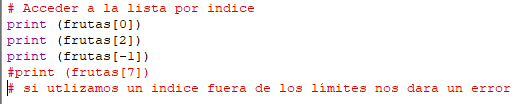 # Acceder a la lista por indice
print (frutas[0])
print (frutas[2])
print (frutas[-1])
#print (frutas[7])
# si utlizamos un indice fuera de los límites nos dara un error